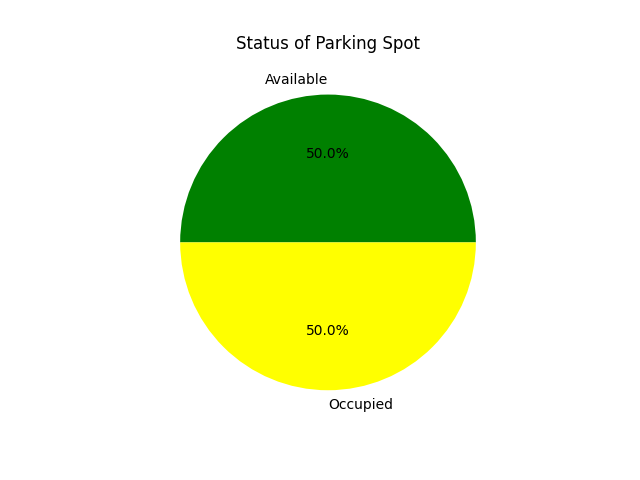 Status of Parking Spot
Available
50.0%
50.0%
Occupied